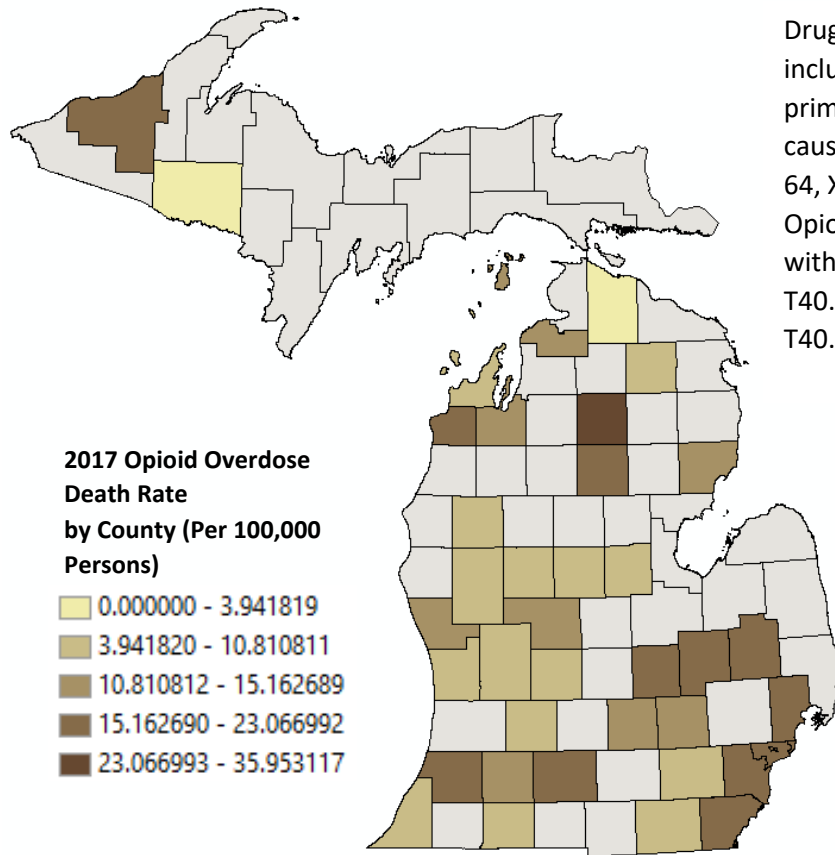 Drug
inclu
prim
caus
64, X
Opio
with
T40.
T40.
2017 Opioid Overdose
Death Rate
by County (Per 100,000
Persons)
0.000000 - 3.941819
3.941820 - 10.810811
10.810812 - 15.162689
15.162690 - 23.066992
23.066993 - 35.953117